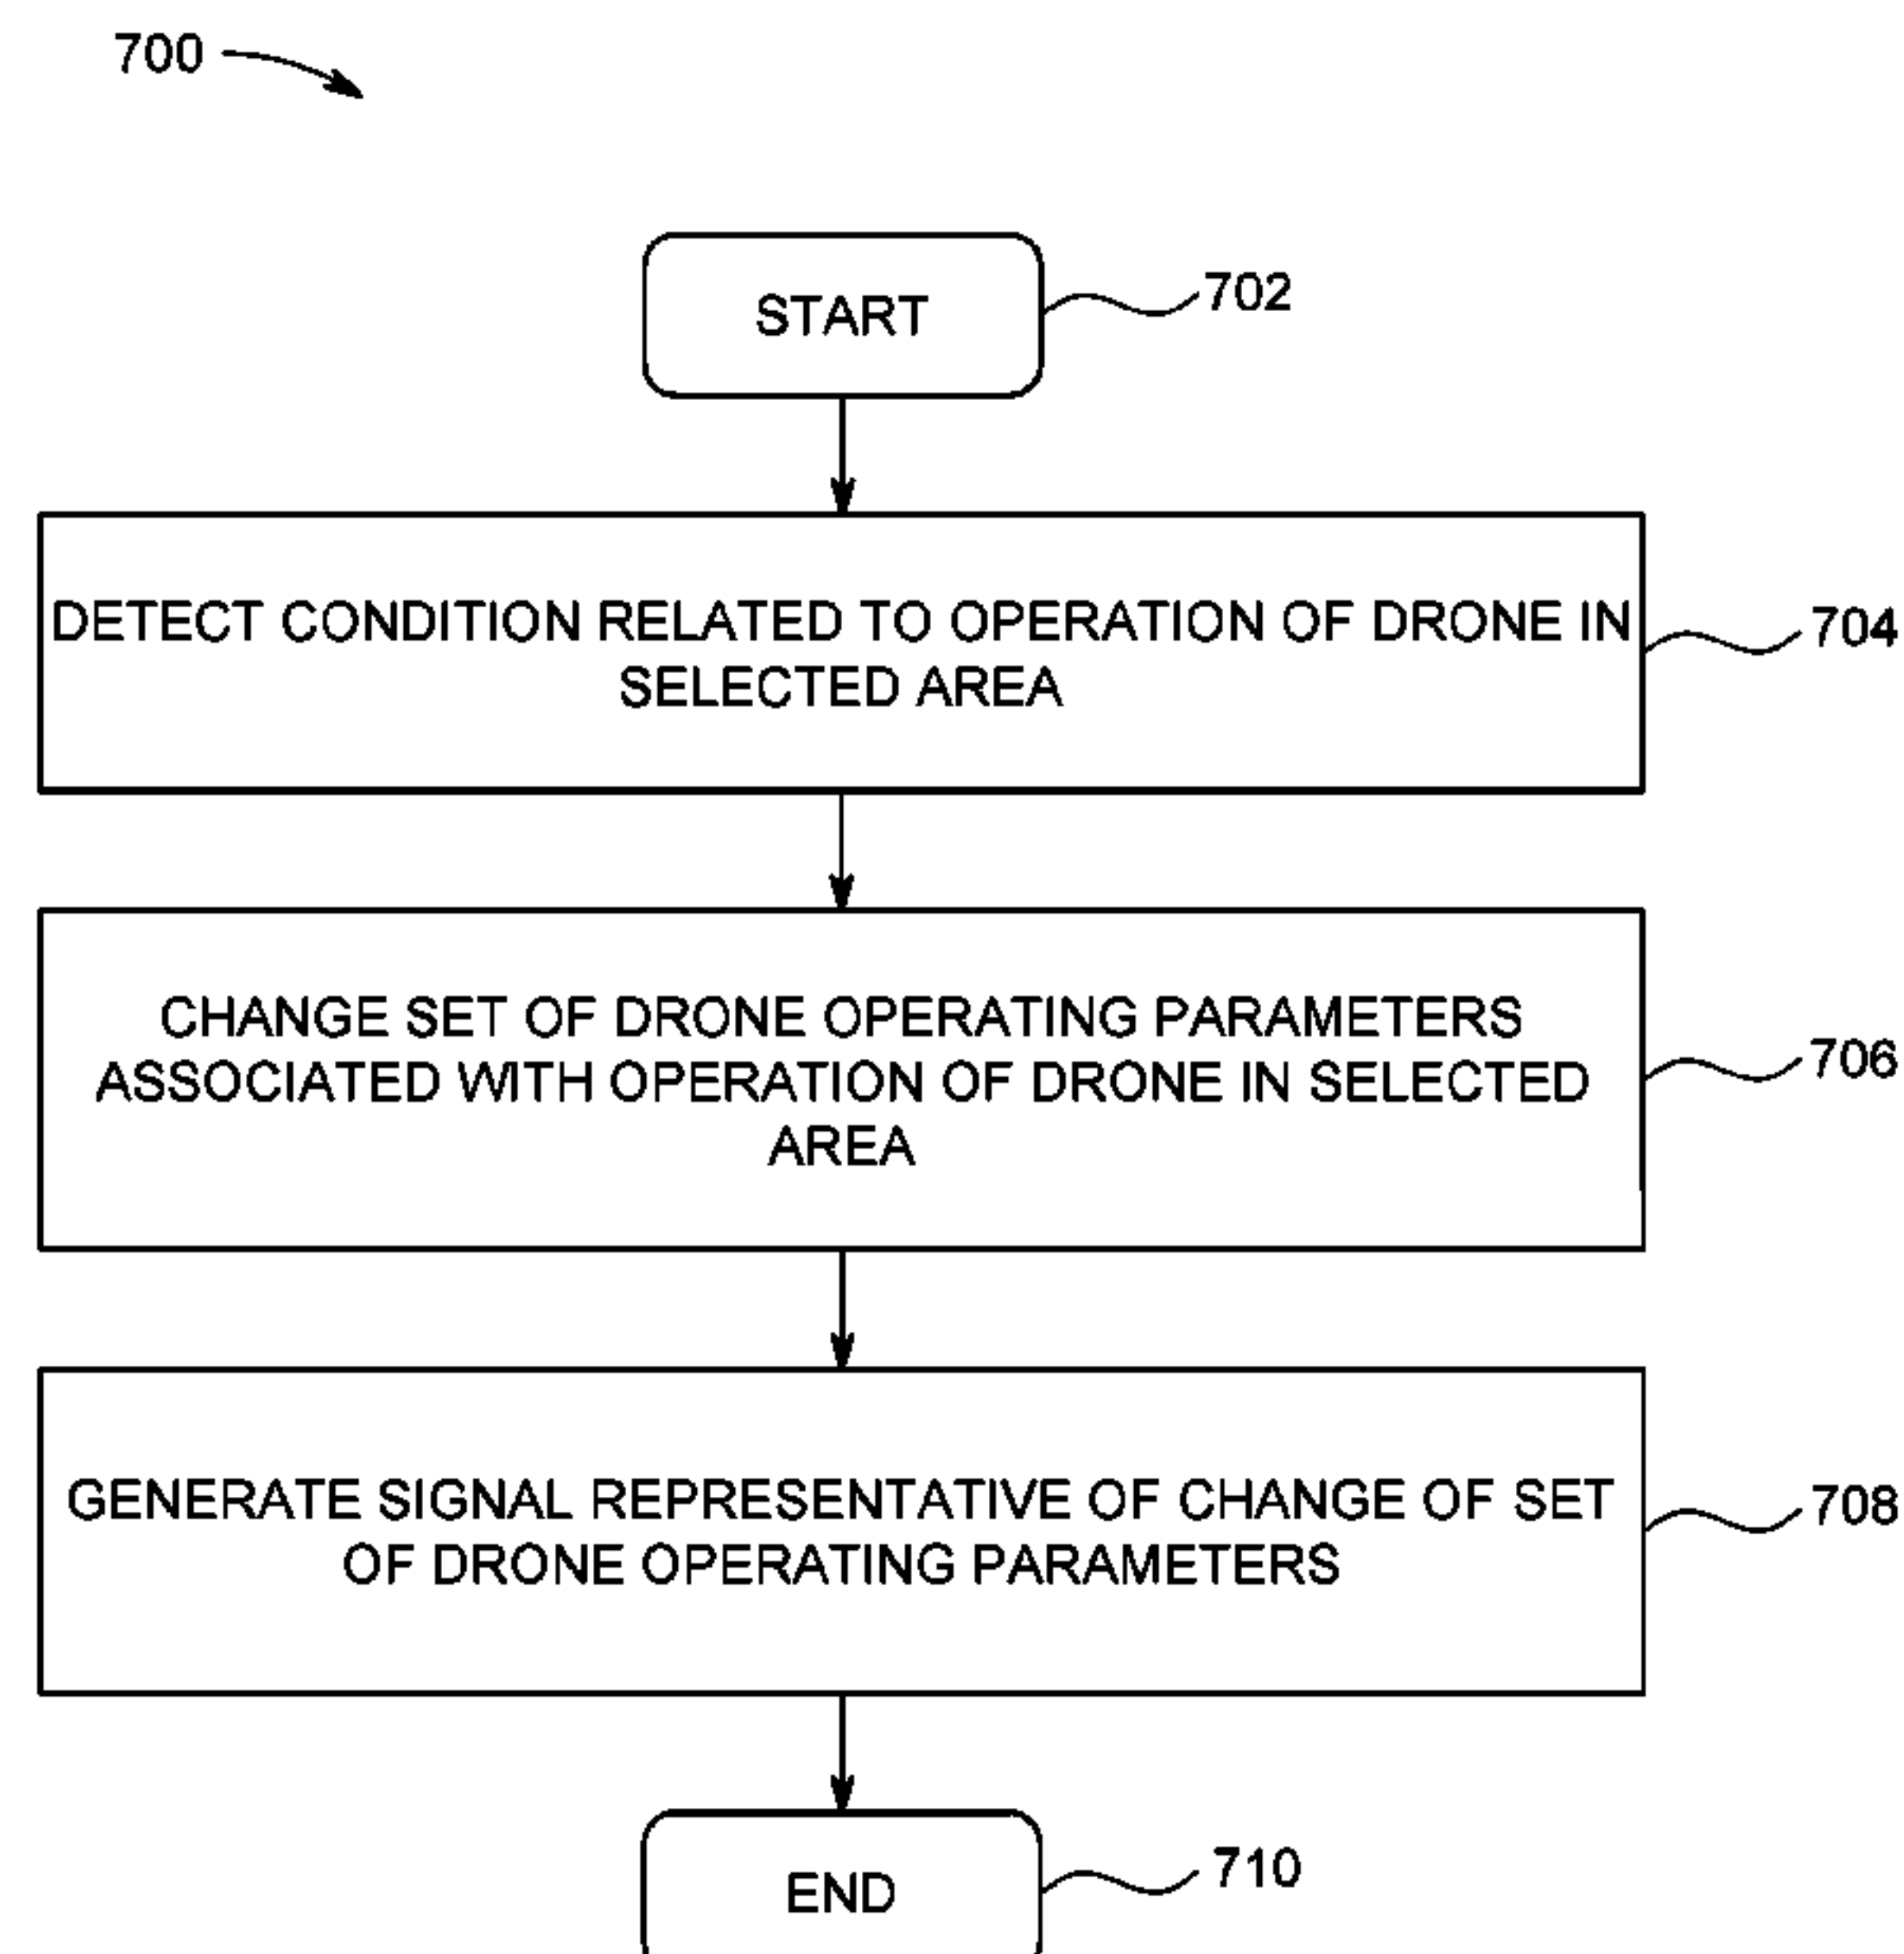 700
START
702
DETECT CONDITION RELATED TO OPERATION OF DRONE IN
SELECTED AREA
704
CHANGE SET OF DRONE OPERATING PARAMETERS
ASSOCIATED WITH OPERATION OF DRONE IN SELECTED
AREA
706
GENERATE SIGNAL REPRESENTATIVE OF CHANGE OF SET
OF DRONE OPERATING PARAMETERS
708
END
710